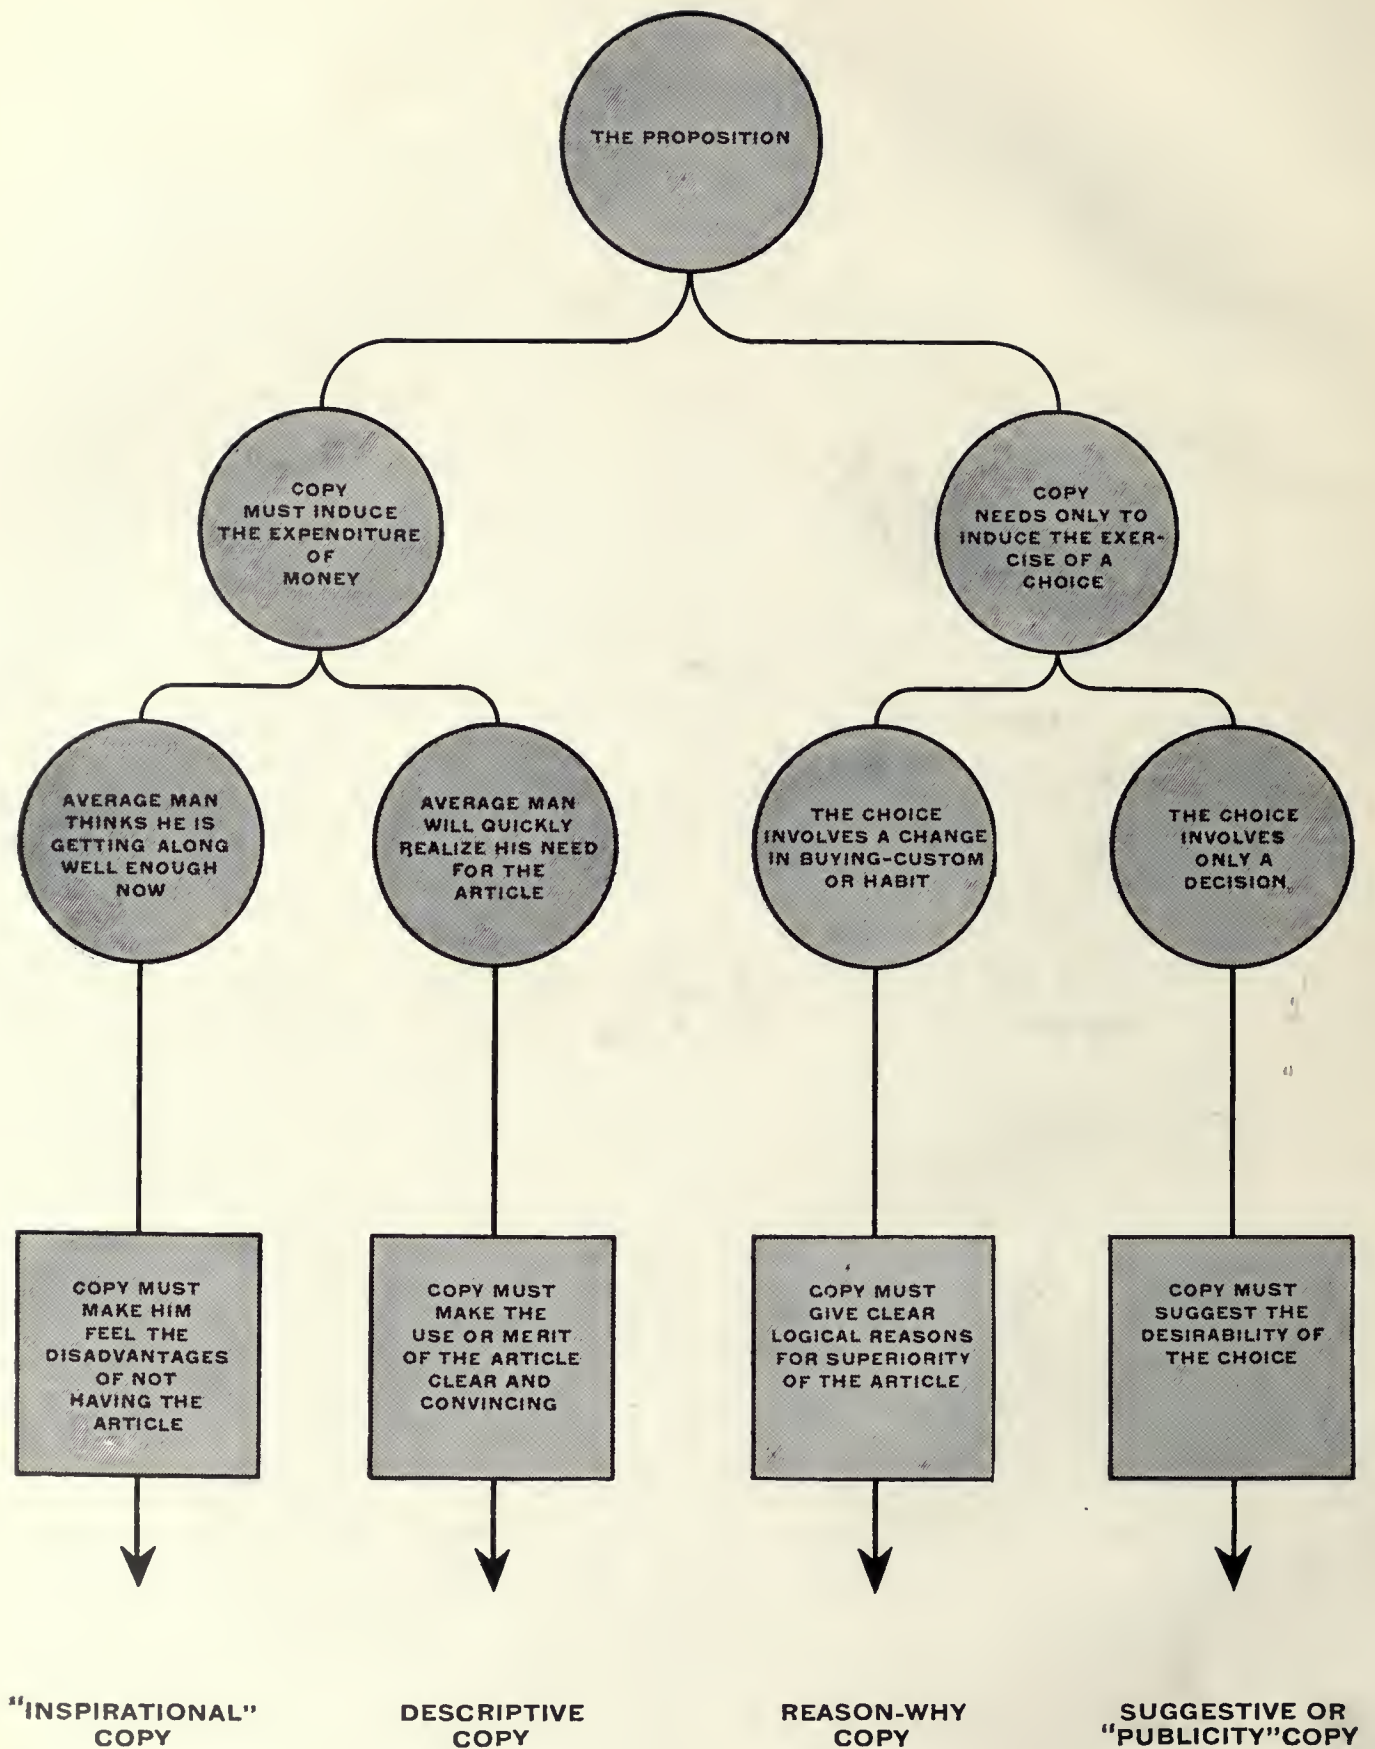 THE PROPOSITION
COPY
MUST INDUCE
THE EXPENDITURE
OF
MONEY
COPY
NEEDS ONLY TO
INDUCE THE EXER-
CISE OF A
CHOICE
AVERAGE MAN
THINKS HE IS
GETTING ALONG
WELL ENOUGH
NOW
AVERAGE MAN
WILL QUICKLY
REALIZE HIS NEED
FOR THE
ARTICLE
THE CHOICE
INVOLVES A CHANGE
IN BUYING-CUSTOM
OR HABIT
THE CHOICE
INVOLVES
ONLY A
DECISION
COPY MUST
MAKE HIM
FEEL THE
DISADVANTAGES
OF NOT
HAVING THE
ARTICLE
COPY MUST
MAKE THE
USE OR MERIT
OF THE ARTICLE
CLEAR AND
CONVINCING
COPY MUST
GIVE CLEAR
LOGICAL REASONS
FOR SUPERIORITY
OF THE ARTICLE
COPY MUST
SUGGEST THE
DESIRABILITY OF
THE CHOICE
"INSPIRATIONAL"
COPY
DESCRIPTIVE
COPY
REASON-WHY
COPY
SUGGESTIVE OR
"PUBLICITY" COPY